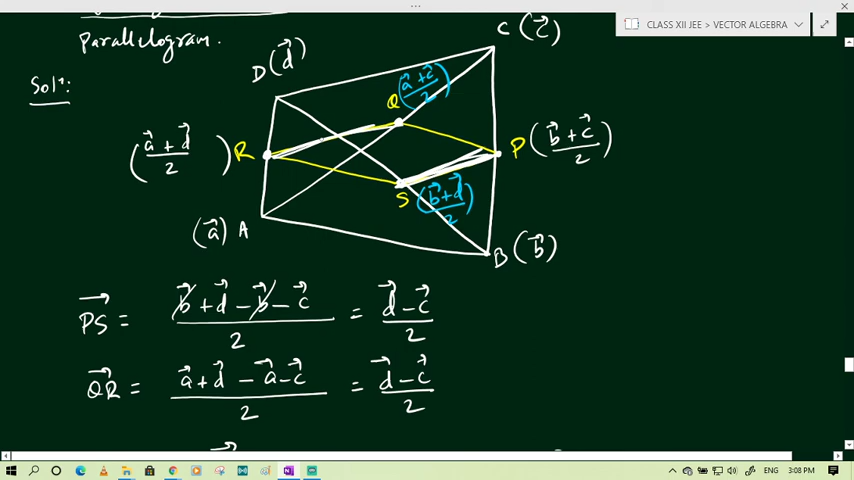 CLASS XII JEE > VECTOR ALGEBRA
parallelogram.
Solⁿ:
C (c⃗)
D (d⃗)
Q ((a⃗+c⃗)/2)
((a⃗+d⃗)/2) R
P ((b⃗+c⃗)/2)
S
((b⃗+d⃗)/2)
(a⃗) A
B (b⃗)
PS⃗ = (b⃗+d⃗-b⃗-c⃗)/2 = (d⃗-c⃗)/2
QR⃗ = (a⃗+d⃗-a⃗-c⃗)/2 = (d⃗-c⃗)/2
ENG 3:08 PM